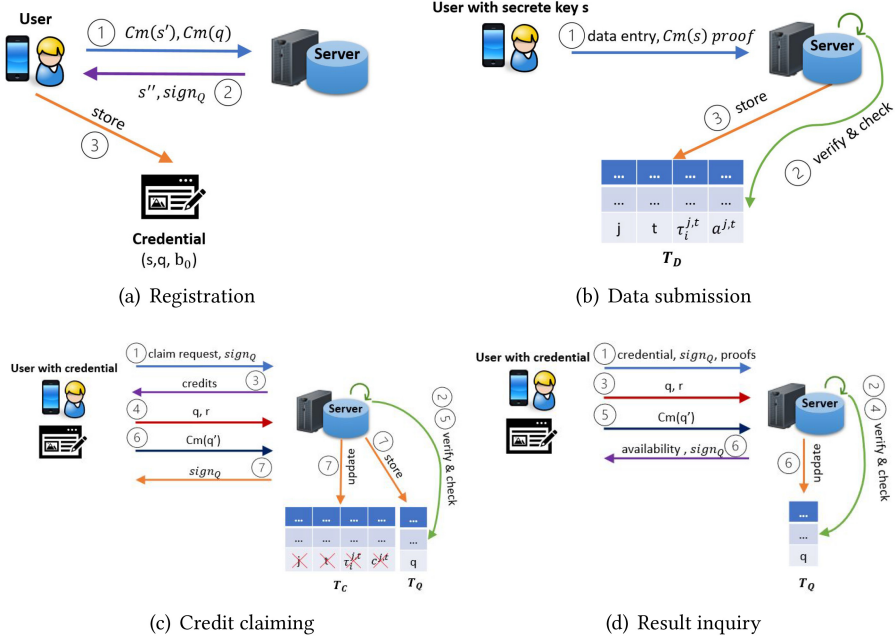 User
1 Cm(s'), Cm(q)
Server
s'', sign_Q 2
3 store
Credential
(s,q, b_0)
(a) Registration
User with secrete key s
1 data entry, Cm(s) proof
Server
3 store
2 verify & check
... ... ... ...
... ... ... ...
j t τ_i^{j,t} a^{j,t}
T_D
(b) Data submission
User with credential
1 claim request, sign_Q
credits 3
4 q, r
6 Cm(q')
sign_Q 7
Server
2 5 verify & check
7 update
7 store
... ... ... ... ...
... ... ... ... ...
j t τ_i^{j,t} c^{j,t} q
T_C T_Q
(c) Credit claiming
User with credential
1 credential, sign_Q, proofs
3 q, r
5 Cm(q')
availability , sign_Q 6
Server
2 4 verify & check
6 update
...
...
q
T_Q
(d) Result inquiry